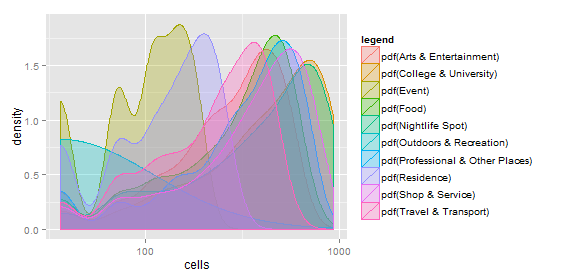 legend
pdf(Arts & Entertainment)
pdf(College & University)
pdf(Event)
pdf(Food)
pdf(Nightlife Spot)
pdf(Outdoors & Recreation)
pdf(Professional & Other Places)
pdf(Residence)
pdf(Shop & Service)
pdf(Travel & Transport)
density
1.5
1.0
0.5
0.0
100
1000
cells